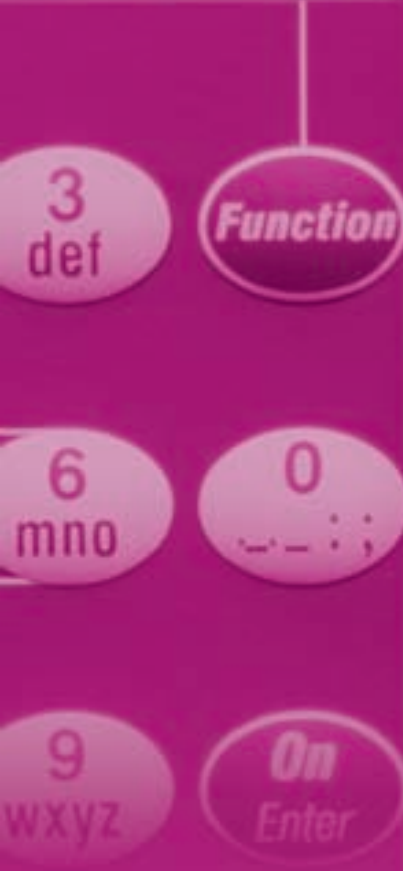 3
def
Function
6
mno
0
._- : ;
9
wxyz
On
Enter